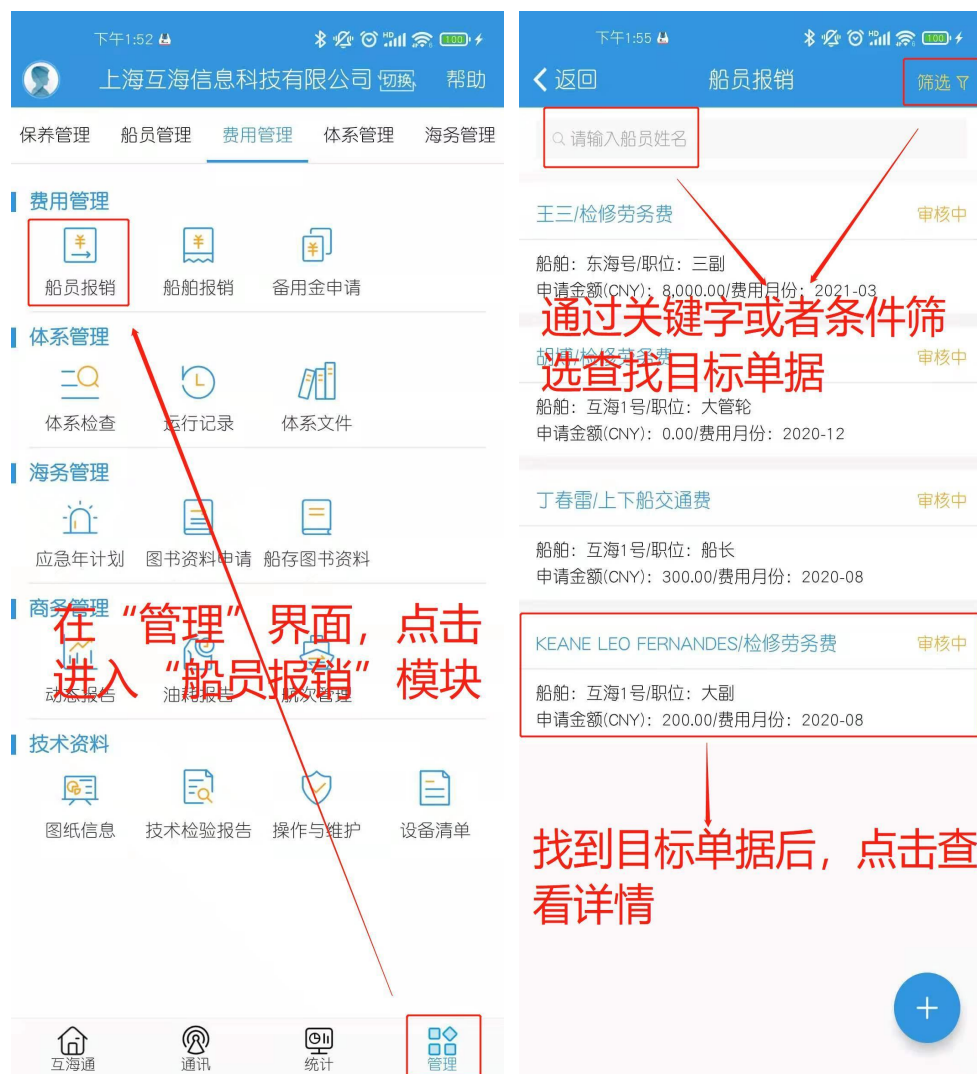 下午1:52
100
上海互海信息科技有限公司 切换 帮助
保养管理 船员管理 费用管理 体系管理 海务管理
费用管理
船员报销 船舶报销 备用金申请
体系管理
体系检查 运行记录 体系文件
海务管理
应急年计划 图书资料申请 船存图书资料
商务管理
在“管理”界面，点击
进入“船员报销”模块
动态报告 油耗报告 航次管理
技术资料
图纸信息 技术检验报告 操作与维护 设备清单
互海通 通讯 统计 管理
下午1:55
100
返回 船员报销 筛选
请输入船员姓名
王三/检修劳务费 审核中
船舶：东海号/职位：三副
申请金额(CNY)：8,000.00/费用月份：2021-03
通过关键字或者条件筛
选查找目标单据
胡博/检修劳务费 审核中
船舶：互海1号/职位：大管轮
申请金额(CNY)：0.00/费用月份：2020-12
丁春雷/上下船交通费 审核中
船舶：互海1号/职位：船长
申请金额(CNY)：300.00/费用月份：2020-08
KEANE LEO FERNANDES/检修劳务费 审核中
船舶：互海1号/职位：大副
申请金额(CNY)：200.00/费用月份：2020-08
找到目标单据后，点击查
看详情